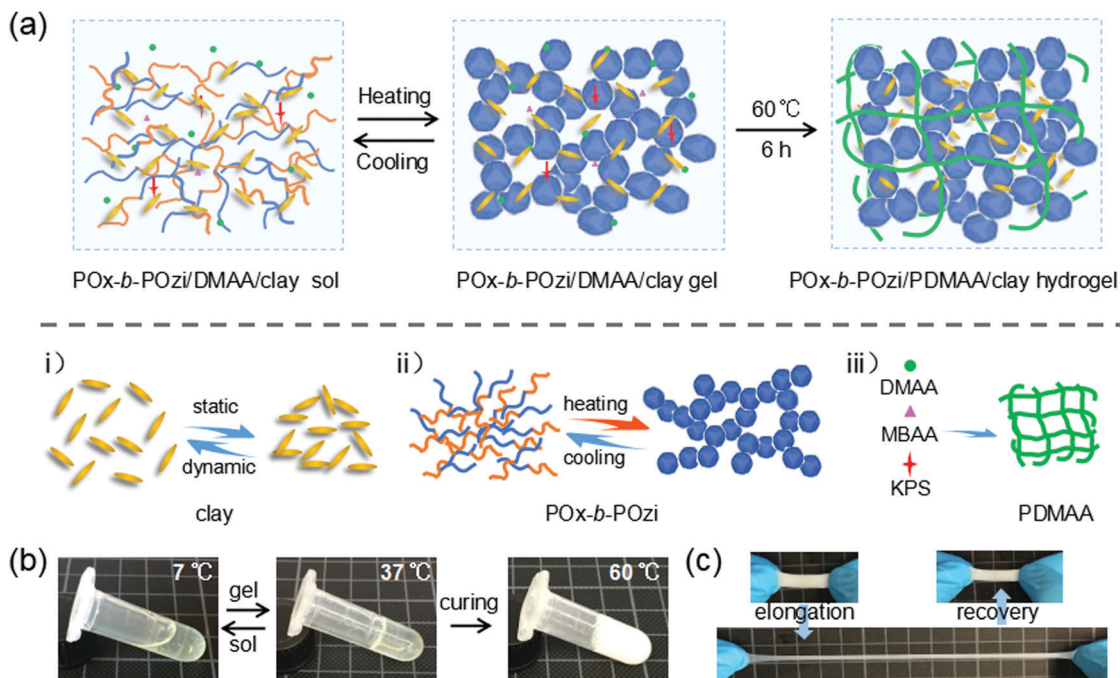 (a)
Heating
Cooling
60 ℃
6 h
POx-b-POzi/DMAA/clay sol
POx-b-POzi/DMAA/clay gel
POx-b-POzi/PDMAA/clay hydrogel
i)
static
dynamic
clay
ii)
heating
cooling
POx-b-POzi
iii)
DMAA
MBAA
KPS
PDMAA
(b)
7 ℃
gel
sol
37 ℃
curing
60 ℃
(c)
elongation
recovery